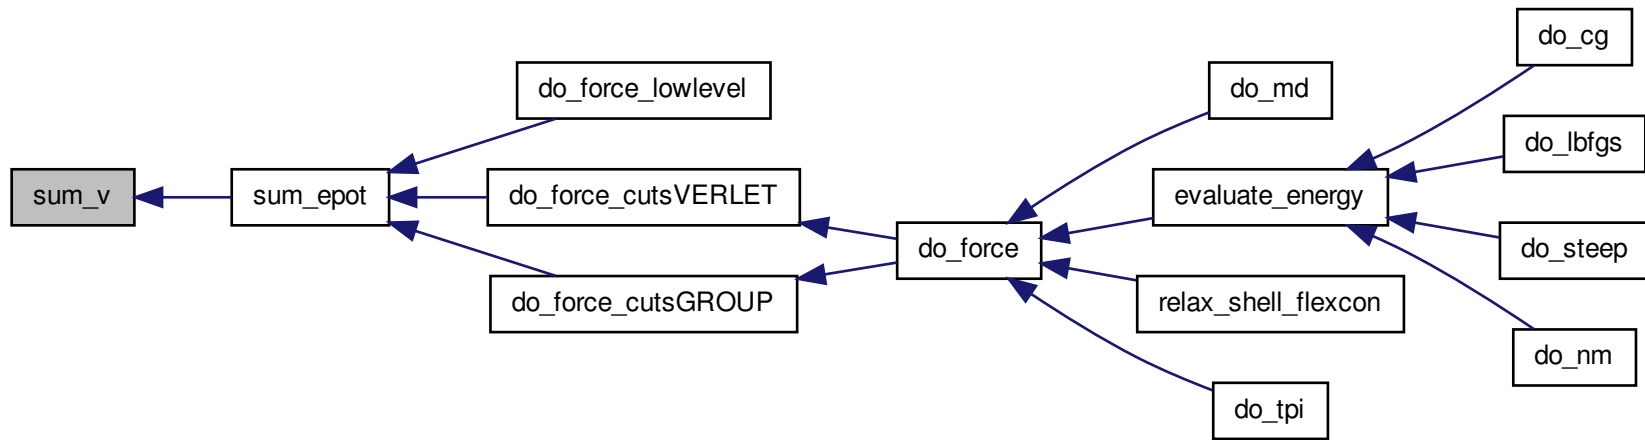 sum_v
sum_epot
do_force_lowlevel
do_force_cutsVERLET
do_force_cutsGROUP
do_force
do_md
evaluate_energy
relax_shell_flexcon
do_tpi
do_cg
do_lbfgs
do_steep
do_nm